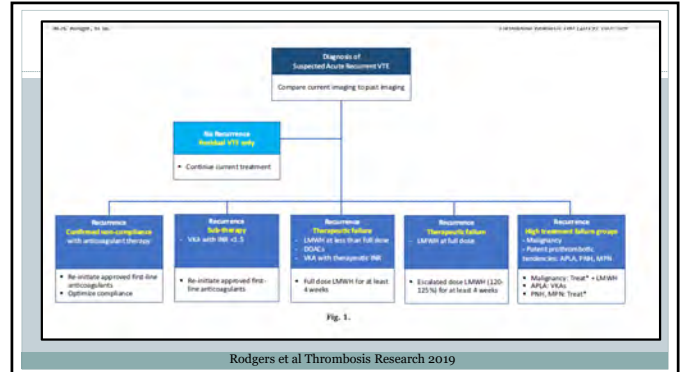 Diagnosis of
Suspected Acute Recurrent VTE
Compare current imaging to past imaging
No Recurrence
Residual VTE only
• Continue current treatment
Recurrence
Confirmed non-compliance
with anticoagulant therapy
• Re-initiate approved first-line
anticoagulants
• Optimize compliance
Recurrence
Sub-therapy
- VKA with INR <1.5
• Re-initiate approved first-
line anticoagulants
Recurrence
Therapeutic failure
- LMWH at less than full dose
- DOACs
- VKA with therapeutic INR
• Full dose LMWH for at least
4 weeks
Recurrence
Therapeutic failure
- LMWH at full dose
• Escalated dose LMWH (120-
125%) for at least 4 weeks
Recurrence
High treatment failure groups
- Malignancy
- Potent prothrombotic
tendencies: APLA, PNH, MPN
• Malignancy: Treat* + LMWH
• APLA: VKAs
• PNH, MPN: Treat*
Fig. 1.
Rodgers et al Thrombosis Research 2019